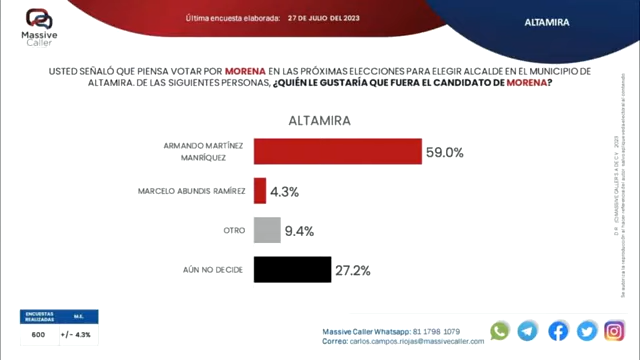 Massive
Caller
Última encuesta elaborada: 27 DE JULIO DEL 2023
ALTAMIRA
USTED SEÑALÓ QUE PIENSA VOTAR POR MORENA EN LAS PRÓXIMAS ELECCIONES PARA ELEGIR ALCALDE EN EL MUNICIPIO DE
ALTAMIRA. DE LAS SIGUIENTES PERSONAS, ¿QUIÉN LE GUSTARÍA QUE FUERA EL CANDIDATO DE MORENA?
ALTAMIRA
ARMANDO MARTÍNEZ
MANRÍQUEZ
59.0%
MARCELO ABUNDIS RAMÍREZ
4.3%
OTRO
9.4%
AÚN NO DECIDE
27.2%
ENCUESTAS
REALIZADAS
M.E.
600
+/- 4.3%
Massive Caller Whatsapp: 81 1798 1079
Correo: carlos.campos.riojas@massivecaller.com